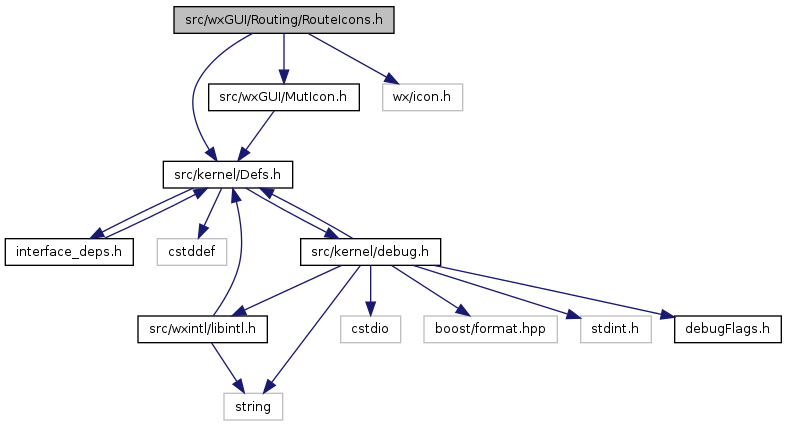 src/wxGUI/Routing/RouteIcons.h
src/wxGUI/MutIcon.h
wx/icon.h
src/kernel/Defs.h
interface_deps.h
cstddef
src/kernel/debug.h
src/wxintl/libintl.h
cstdio
boost/format.hpp
stdint.h
debugFlags.h
string